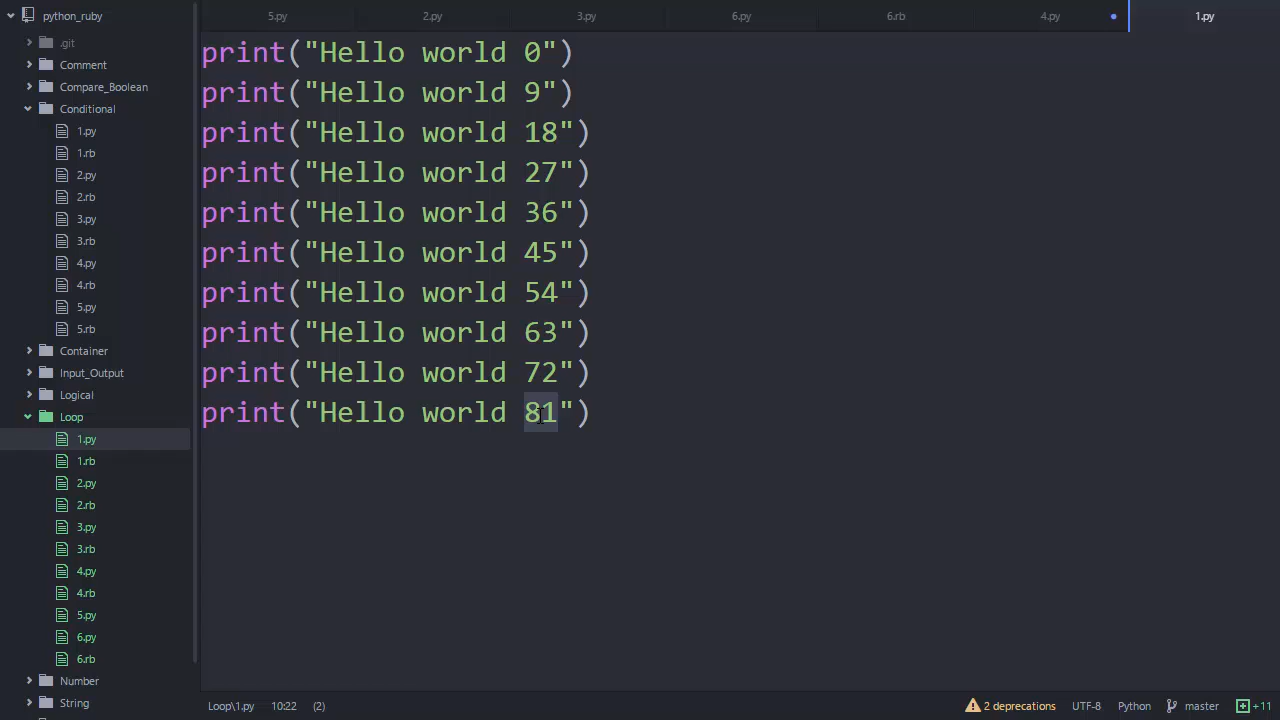 python_ruby
.git
Comment
Compare_Boolean
Conditional
1.py
1.rb
2.py
2.rb
3.py
3.rb
4.py
4.rb
5.py
5.rb
Container
Input_Output
Logical
Loop
1.py
1.rb
2.py
2.rb
3.py
3.rb
4.py
4.rb
5.py
6.py
6.rb
Number
String
5.py 2.py 3.py 6.py 6.rb 4.py 1.py
print("Hello world 0")
print("Hello world 9")
print("Hello world 18")
print("Hello world 27")
print("Hello world 36")
print("Hello world 45")
print("Hello world 54")
print("Hello world 63")
print("Hello world 72")
print("Hello world 81")
Loop\1.py 10:22 (2) 2 deprecations UTF-8 Python master +11